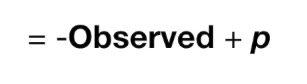 = -Observed + p